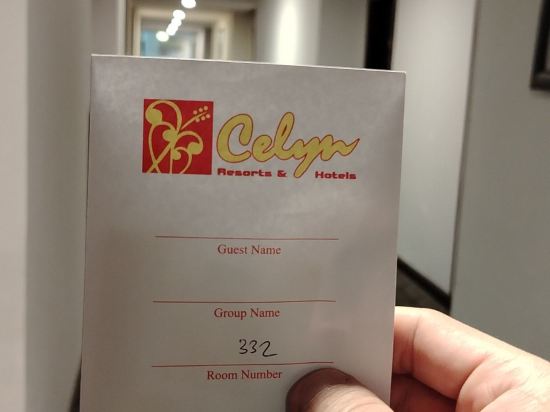 Celyn
Resorts & Hotels
Guest Name
Group Name
332
Room Number